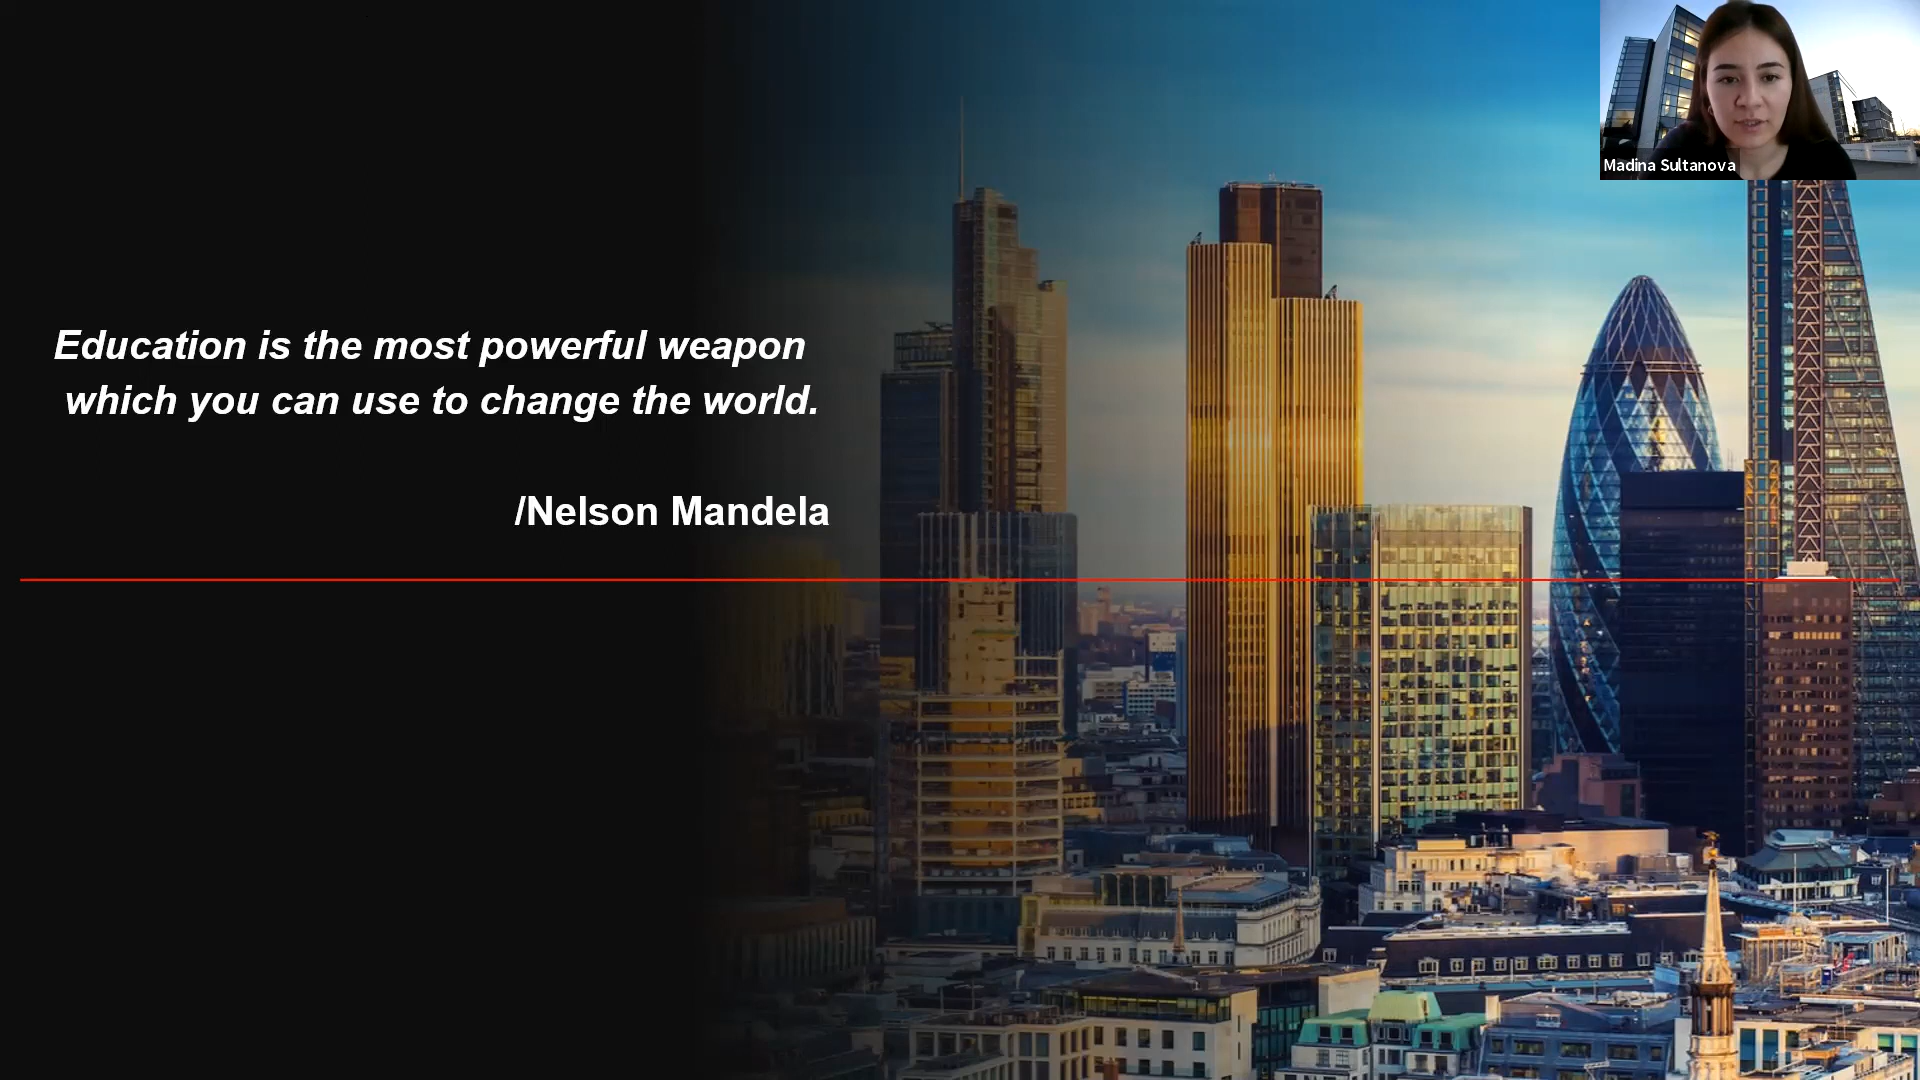 Madina Sultanova
Education is the most powerful weapon
which you can use to change the world.
/Nelson Mandela